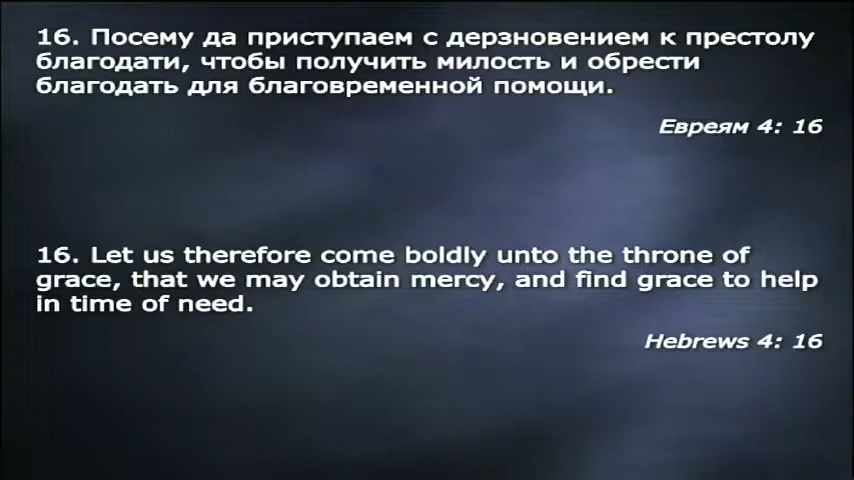 16. Посему да приступаем с дерзновением к престолу
благодати, чтобы получить милость и обрести
благодать для благовременной помощи.
Евреям 4: 16
16. Let us therefore come boldly unto the throne of
grace, that we may obtain mercy, and find grace to help
in time of need.
Hebrews 4: 16